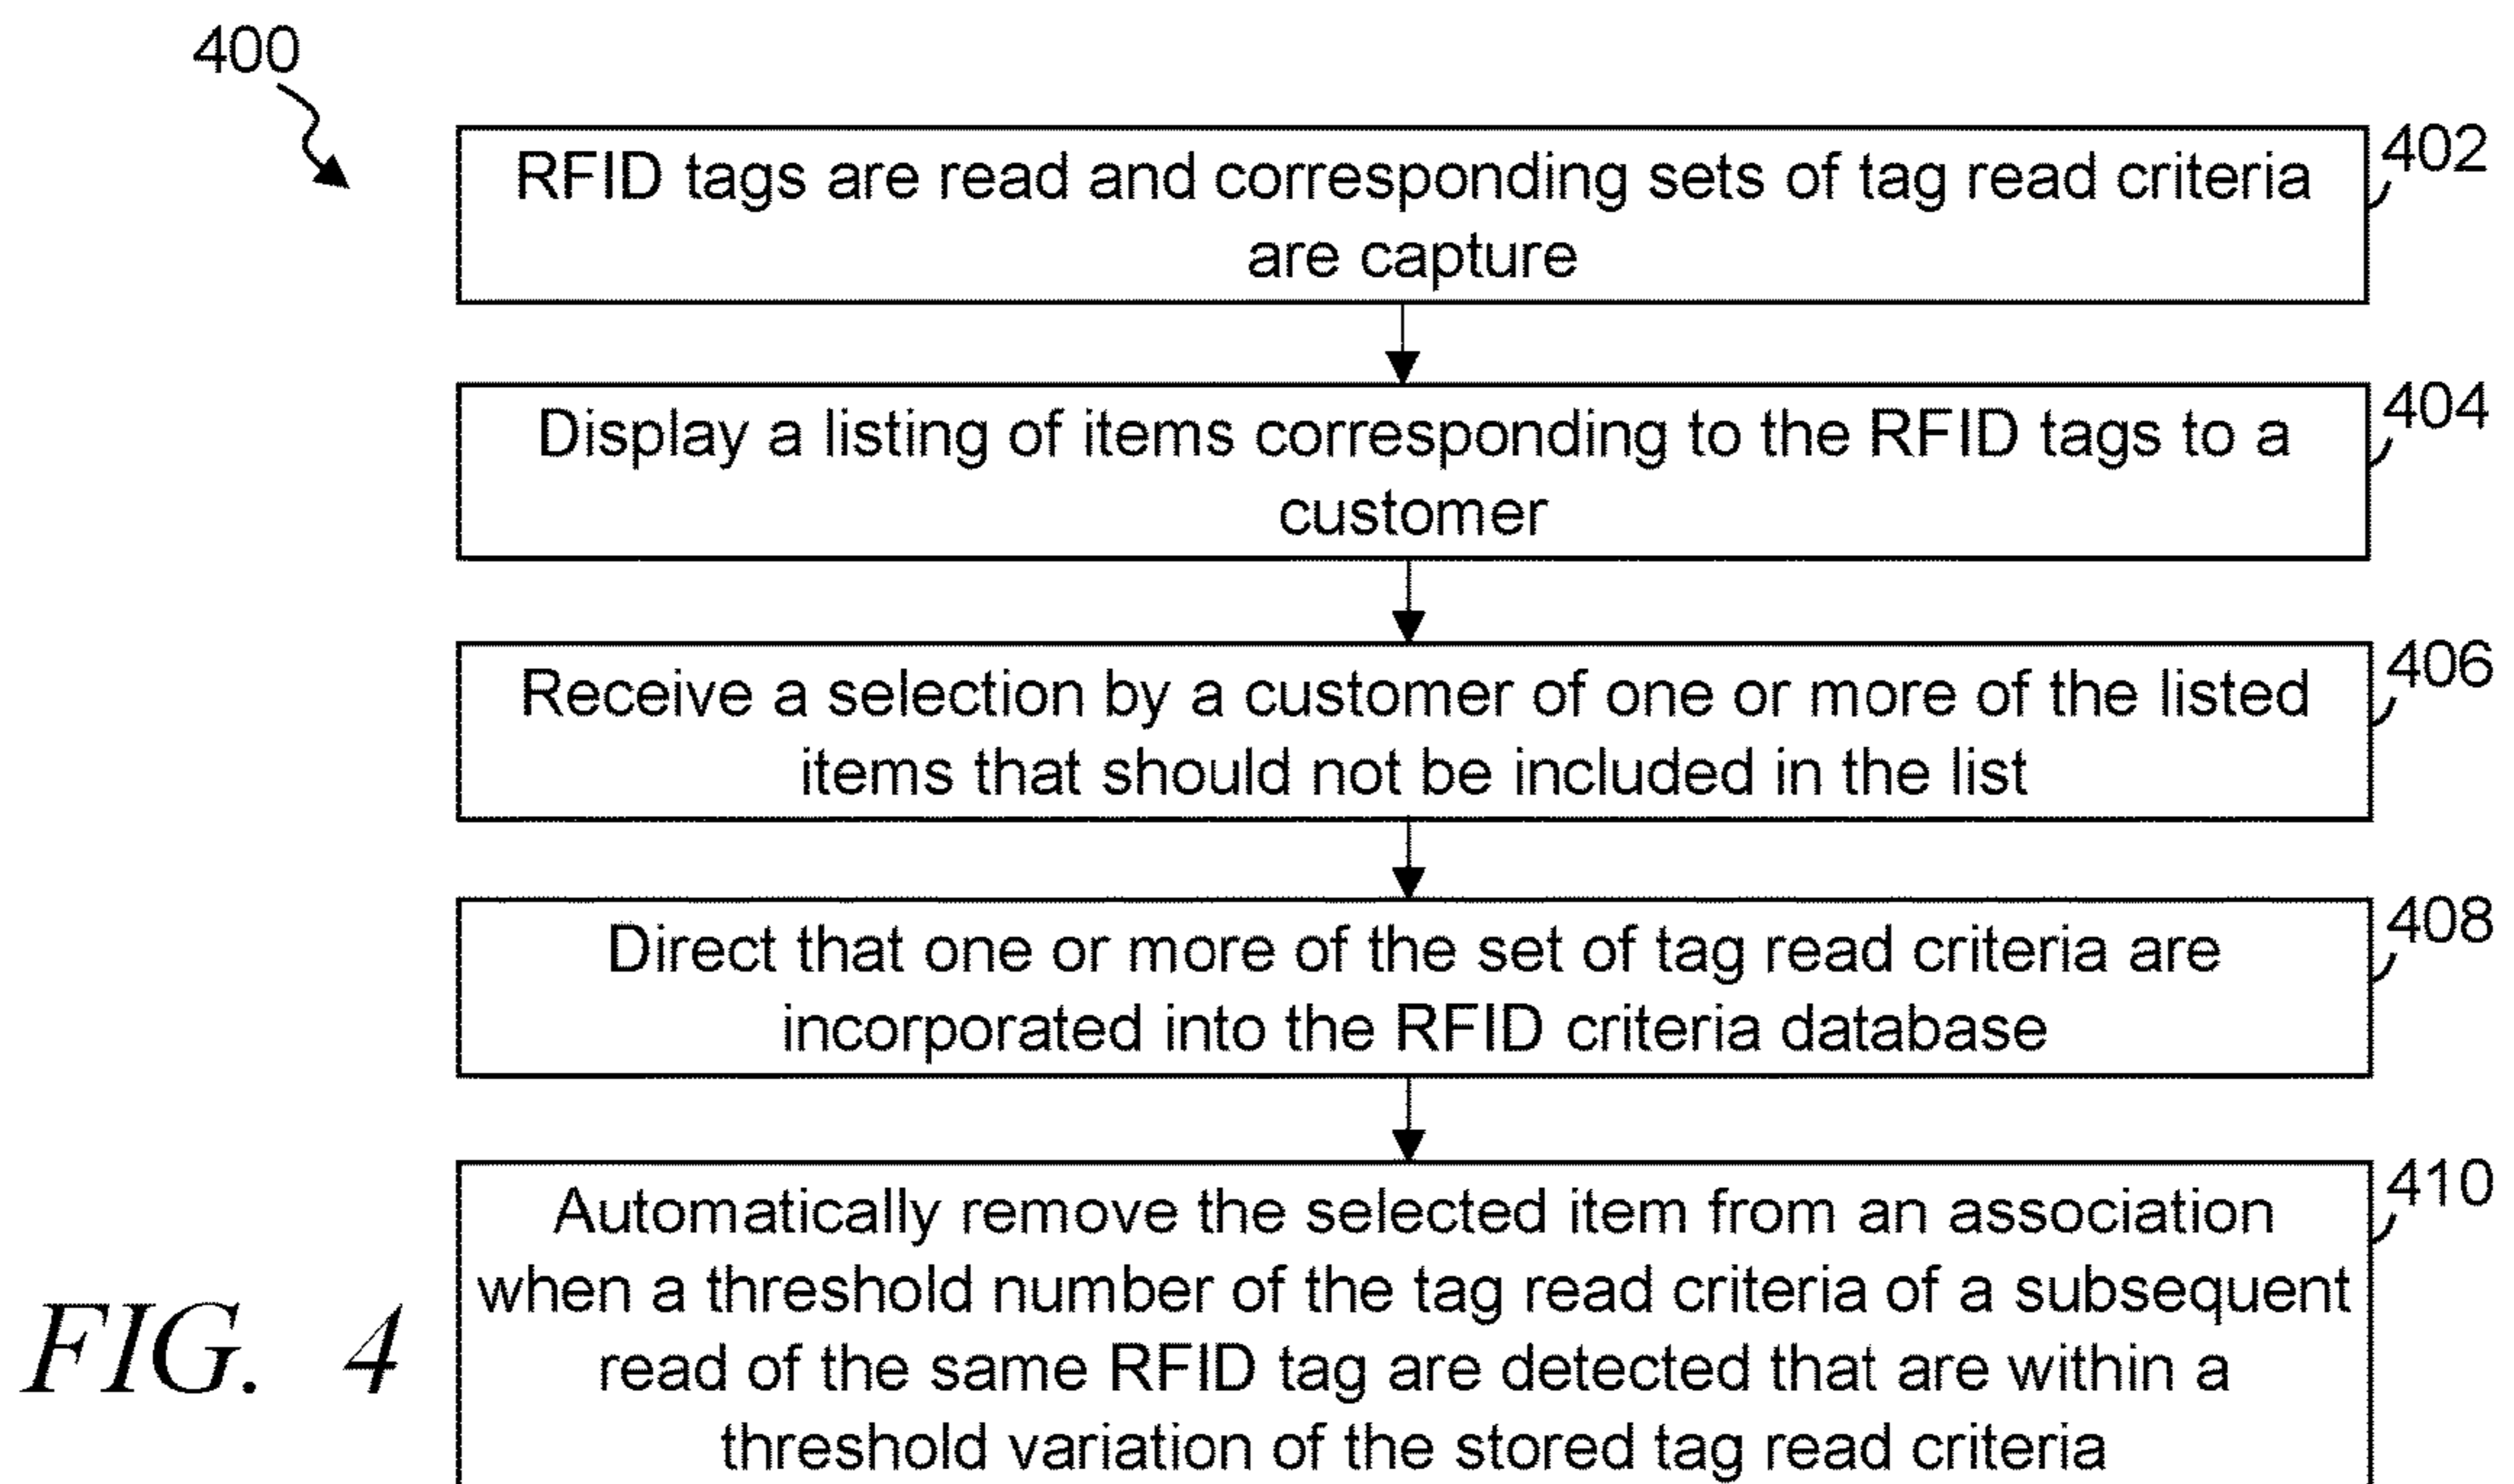 400
RFID tags are read and corresponding sets of tag read criteria
are capture
402
Display a listing of items corresponding to the RFID tags to a
customer
404
Receive a selection by a customer of one or more of the listed
items that should not be included in the list
406
Direct that one or more of the set of tag read criteria are
incorporated into the RFID criteria database
408
Automatically remove the selected item from an association
when a threshold number of the tag read criteria of a subsequent
read of the same RFID tag are detected that are within a
threshold variation of the stored tag read criteria
410
FIG. 4